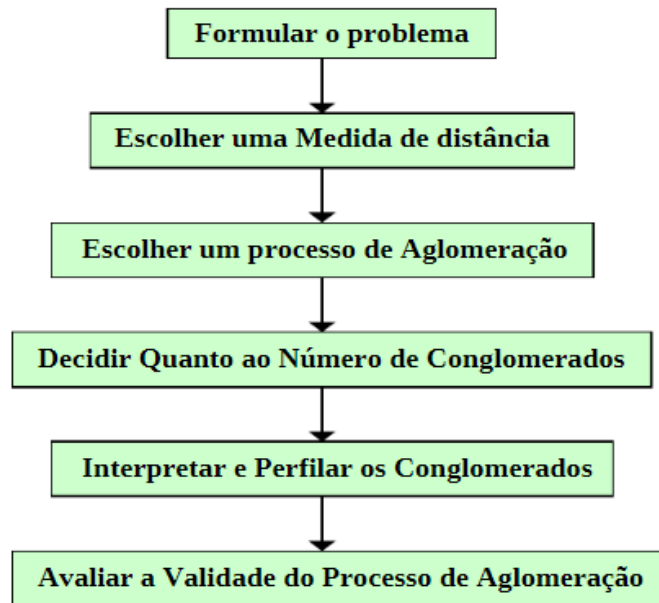 Formular o problema
Escolher uma Medida de distância
Escolher um processo de Aglomeração
Decidir Quanto ao Número de Conglomerados
Interpretar e Perfilar os Conglomerados
Avaliar a Validade do Processo de Aglomeração